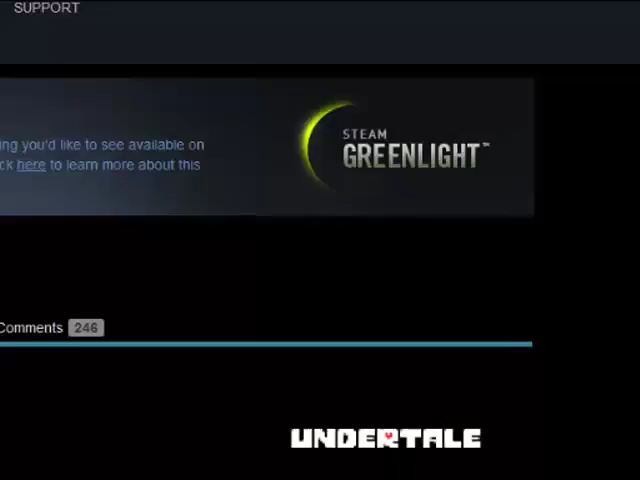 SUPPORT
ing you'd like to see available on
ck here to learn more about this
STEAM
GREENLIGHT™
Comments 246
UNDERTALE